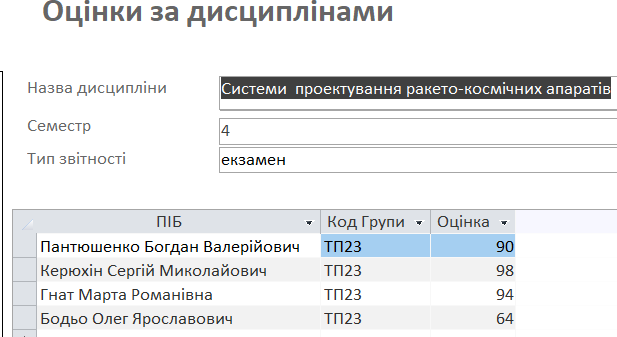 Оцінки за дисциплінами
Назва дисципліни Системи проектування ракето-космічних апаратів
Семестр 4
Тип звітності екзамен
ПІБ Код Групи Оцінка
Пантюшенко Богдан Валерійович ТП23 90
Керюхін Сергій Миколайович ТП23 98
Гнат Марта Романівна ТП23 94
Бодьо Олег Ярославович ТП23 64